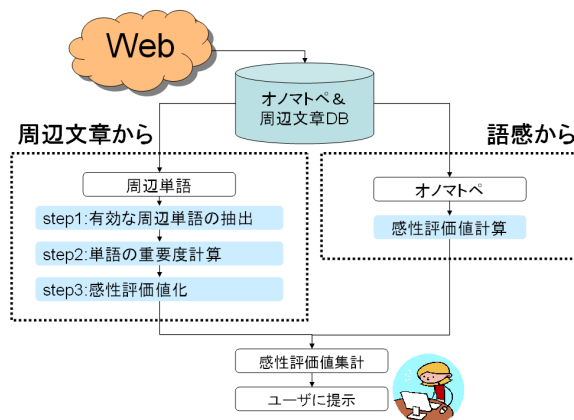 Web
オノマトペ＆
周辺文章DB
周辺文章から
語感から
周辺単語
step1:有効な周辺単語の抽出
step2:単語の重要度計算
step3:感性評価値化
オノマトペ
感性評価値計算
感性評価値集計
ユーザに提示